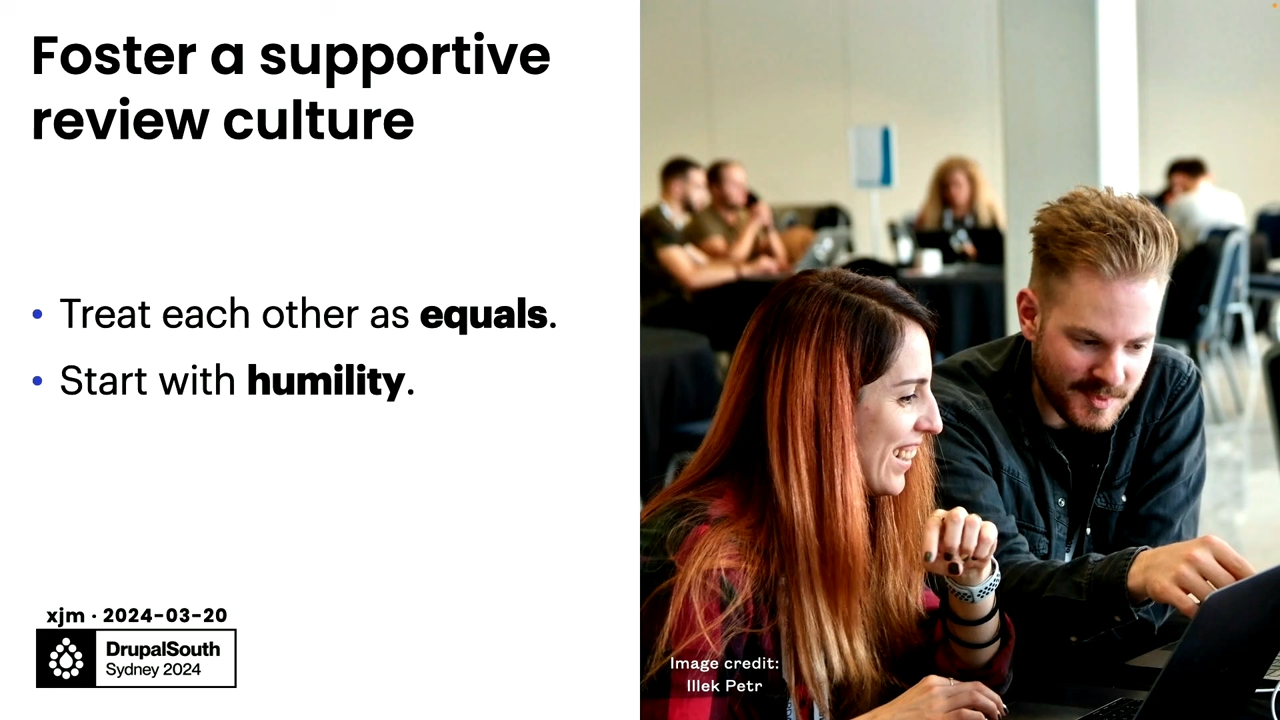 Foster a supportive
review culture
• Treat each other as equals.
• Start with humility.
xjm · 2024-03-20
DrupalSouth
Sydney 2024
Image credit:
Illek Petr